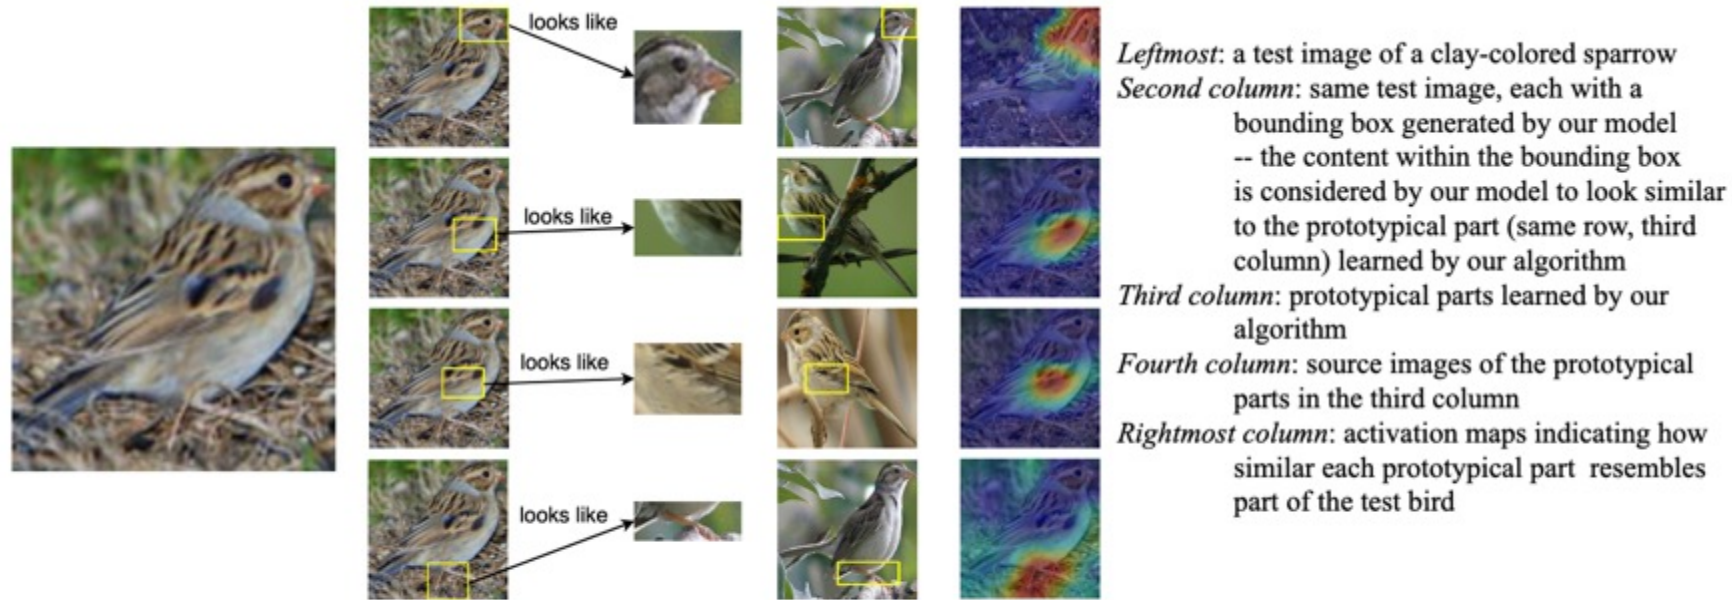 looks like
looks like
looks like
looks like
Leftmost: a test image of a clay-colored sparrow
Second column: same test image, each with a
bounding box generated by our model
-- the content within the bounding box
is considered by our model to look similar
to the prototypical part (same row, third
column) learned by our algorithm
Third column: prototypical parts learned by our
algorithm
Fourth column: source images of the prototypical
parts in the third column
Rightmost column: activation maps indicating how
similar each prototypical part resembles
part of the test bird